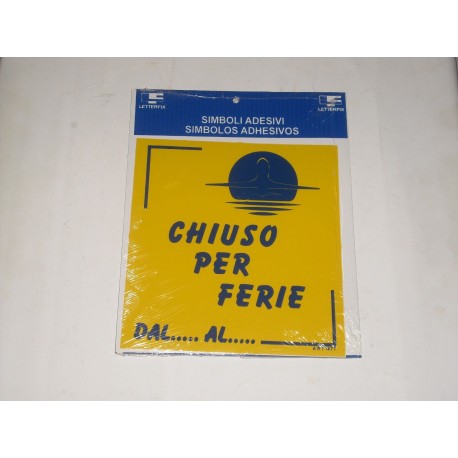 LETTERFIX
LETTERFIX
SIMBOLI ADESIVI
SIMBOLOS ADHESIVOS
CHIUSO
PER
FERIE
DAL..... AL.....